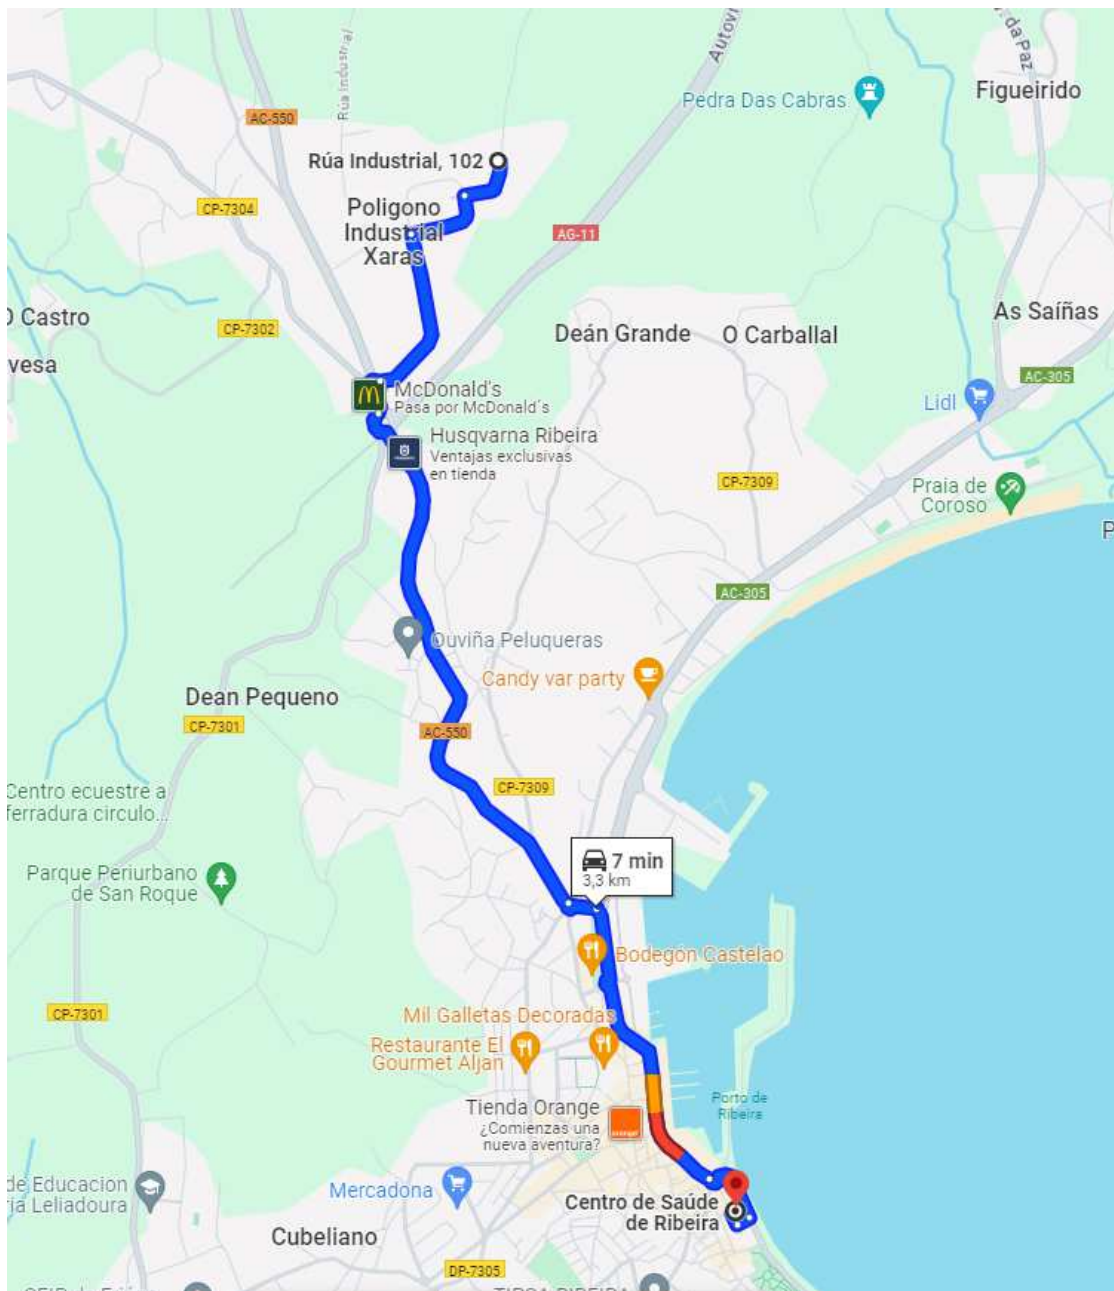 Rúa Industrial
Autoví
da Paz
Figueirido
Pedra Das Cabras
AC-550
Rúa Industrial, 102
CP-7304
Poligono
Industrial
Xaras
AG-11
O Castro
CP-7302
Deán Grande
O Carballal
As Saíñas
vesa
McDonald's
Pasa por McDonald´s
AC-305
Lidl
Husqvarna Ribeira
Ventajas exclusivas
en tienda
CP-7309
Praia de
Coroso
P
AC-305
Ouviña Peluqueras
Candy var party
Dean Pequeno
CP-7301
AC-550
Centro ecuestre a
ferradura circulo...
CP-7309
7 min
3,3 km
Parque Periurbano
de San Roque
Bodegón Castelao
CP-7301
Mil Galletas Decoradas
Restaurante El
Gourmet Aljan
Tienda Orange
¿Comienzas una
nueva aventura?
orange
Porto de
Ribeira
de Educacion
ría Leliadoura
Mercadona
Centro de Saúde
de Ribeira
Cubeliano
DP-7305